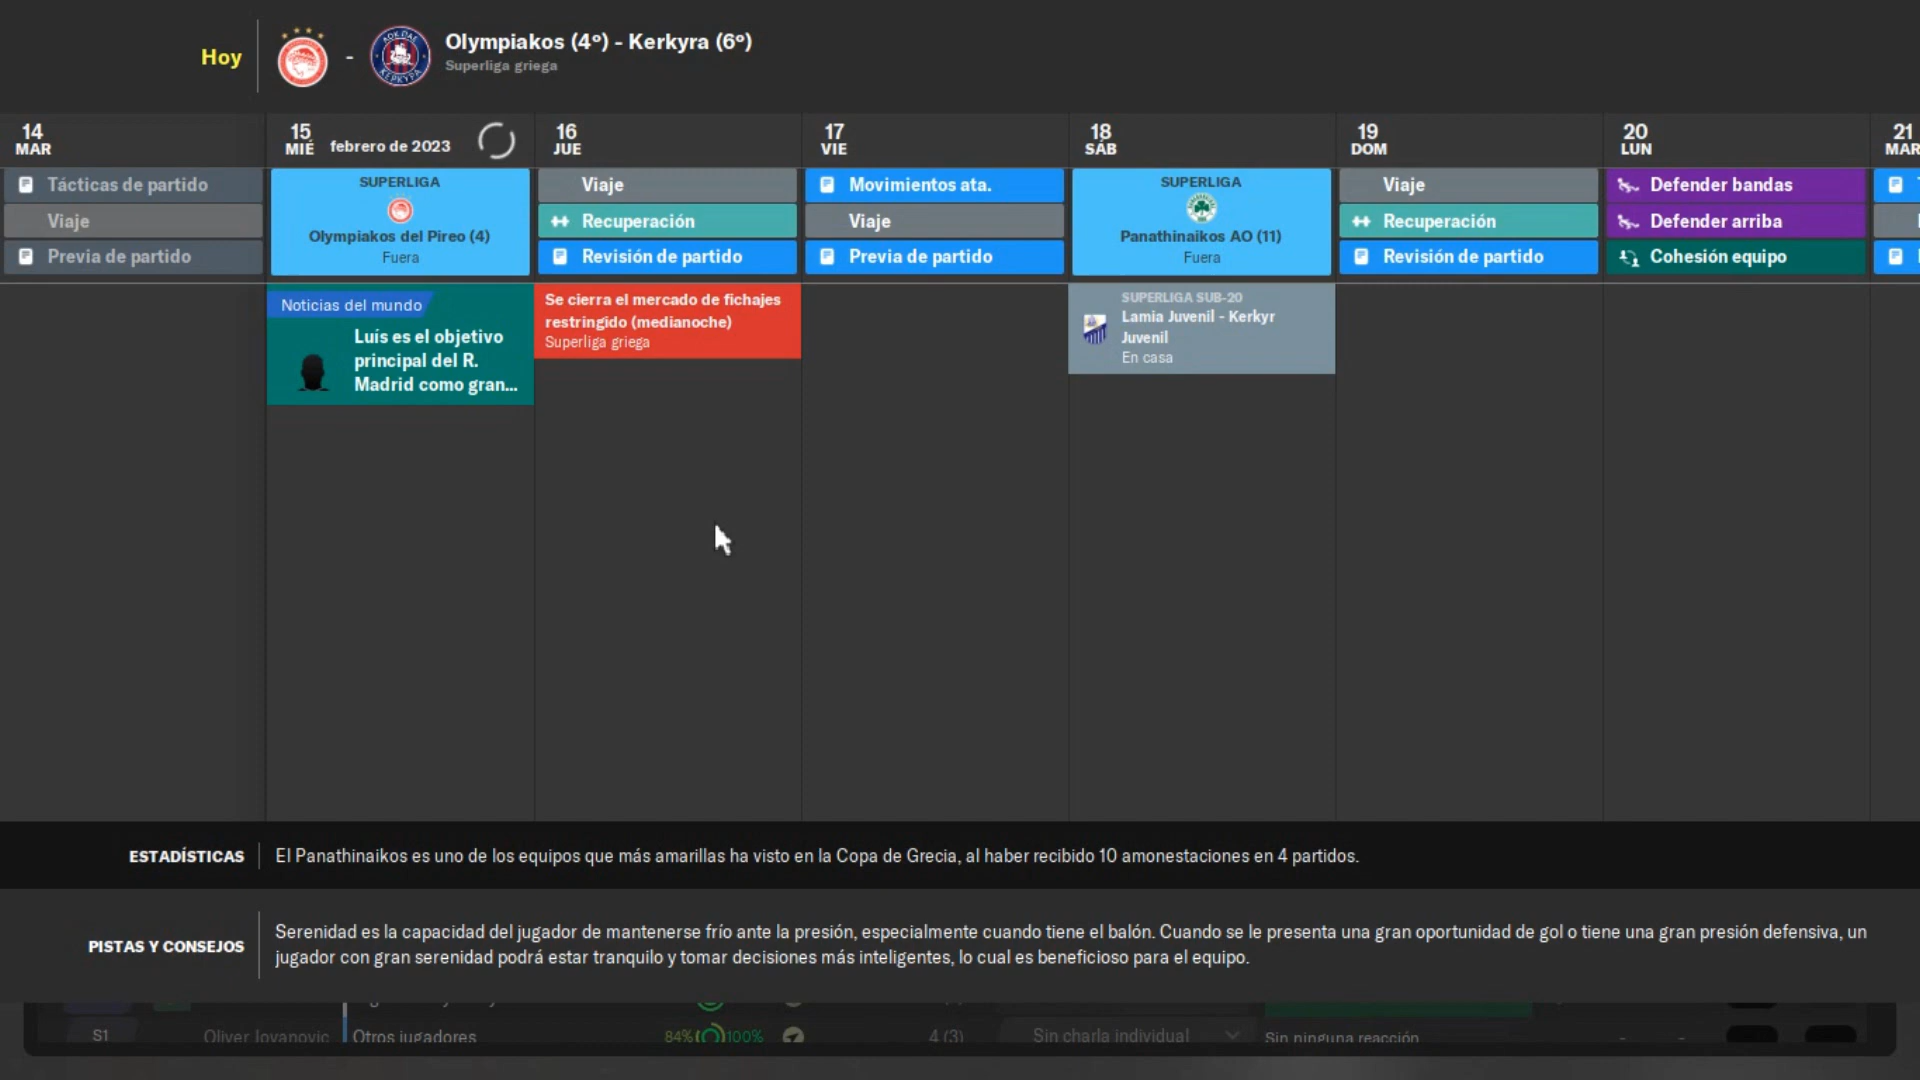 Hoy
Olympiakos (4º) - Kerkyra (6º)
Superliga griega
14
MAR
15
MIÉ febrero de 2023
16
JUE
17
VIE
18
SÁB
19
DOM
20
LUN
21
MAR
Tácticas de partido
Viaje
Previa de partido
SUPERLIGA
Olympiakos del Pireo (4)
Fuera
Viaje
Recuperación
Revisión de partido
Movimientos ata.
Viaje
Previa de partido
SUPERLIGA
Panathinaikos AO (11)
Fuera
Viaje
Recuperación
Revisión de partido
Defender bandas
Defender arriba
Cohesión equipo
Noticias del mundo
Luís es el objetivo
principal del R.
Madrid como gran...
Se cierra el mercado de fichajes
restringido (medianoche)
Superliga griega
SUPERLIGA SUB-20
Lamia Juvenil - Kerkyr
Juvenil
En casa
ESTADÍSTICAS
El Panathinaikos es uno de los equipos que más amarillas ha visto en la Copa de Grecia, al haber recibido 10 amonestaciones en 4 partidos.
PISTAS Y CONSEJOS
Serenidad es la capacidad del jugador de mantenerse frío ante la presión, especialmente cuando tiene el balón. Cuando se le presenta una gran oportunidad de gol o tiene una gran presión defensiva, un
jugador con gran serenidad podrá estar tranquilo y tomar decisiones más inteligentes, lo cual es beneficioso para el equipo.
S1 Oliver Jovanovic Otros jugadores 84% 100% 4 (3) Sin charla individual Sin ninguna reacción - -